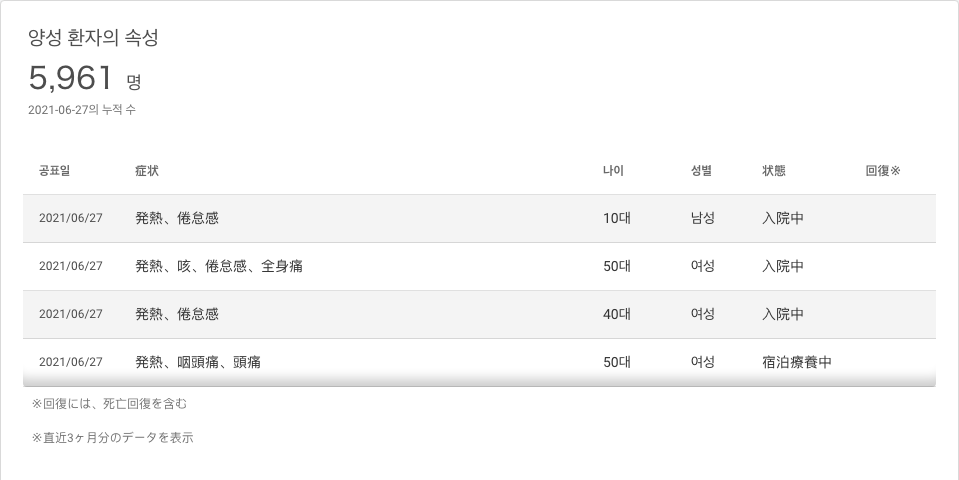 양성 환자의 속성
5,961 명
2021-06-27의 누적 수
공표일 症状 나이 성별 状態 回復※
2021/06/27 発熱、倦怠感 10대 남성 入院中
2021/06/27 発熱、咳、倦怠感、全身痛 50대 여성 入院中
2021/06/27 発熱、倦怠感 40대 여성 入院中
2021/06/27 発熱、咽頭痛、頭痛 50대 여성 宿泊療養中
※回復には、死亡回復を含む
※直近3ヶ月分のデータを表示